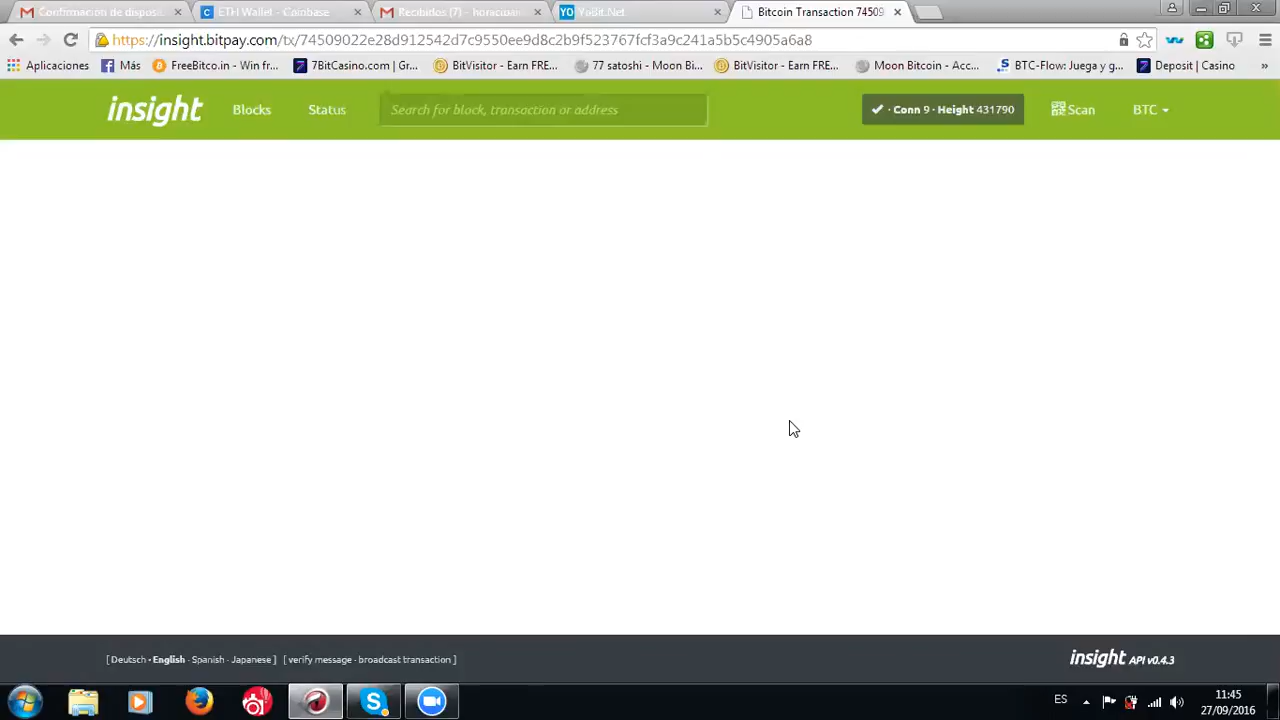 Confirmación de disposi
ETH Wallet - Coinbase
Recibidos (7) - horacio
YoBit.Net
Bitcoin Transaction 74509
https://insight.bitpay.com/tx/74509022e28d912542d7c9550ee9d8c2b9f523767fcf3a9c241a5b5c4905a6a8
Aplicaciones
Más
FreeBitco.in - Win fr...
7BitCasino.com | Gr...
BitVisitor - Earn FRE...
77 satoshi - Moon Bi...
BitVisitor - Earn FRE...
Moon Bitcoin - Acc...
BTC-Flow: Juega y g...
Deposit | Casino
»
insight
Blocks
Status
Search for block, transaction or address
· Conn 9 · Height 431790
Scan
BTC
[ Deutsch · English · Spanish · Japanese ] [ verify message · broadcast transaction ]
insight API v0.4.3
ES
11:45
27/09/2016